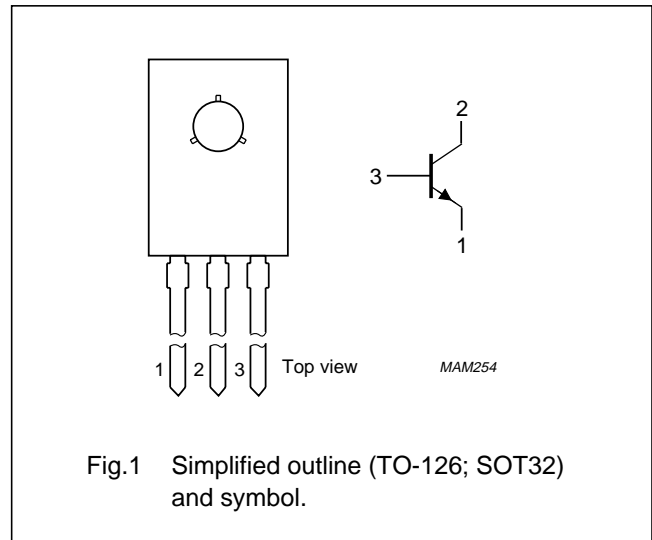 2
3
1
1 2 3 Top view MAM254
Fig.1 Simplified outline (TO-126; SOT32)
and symbol.